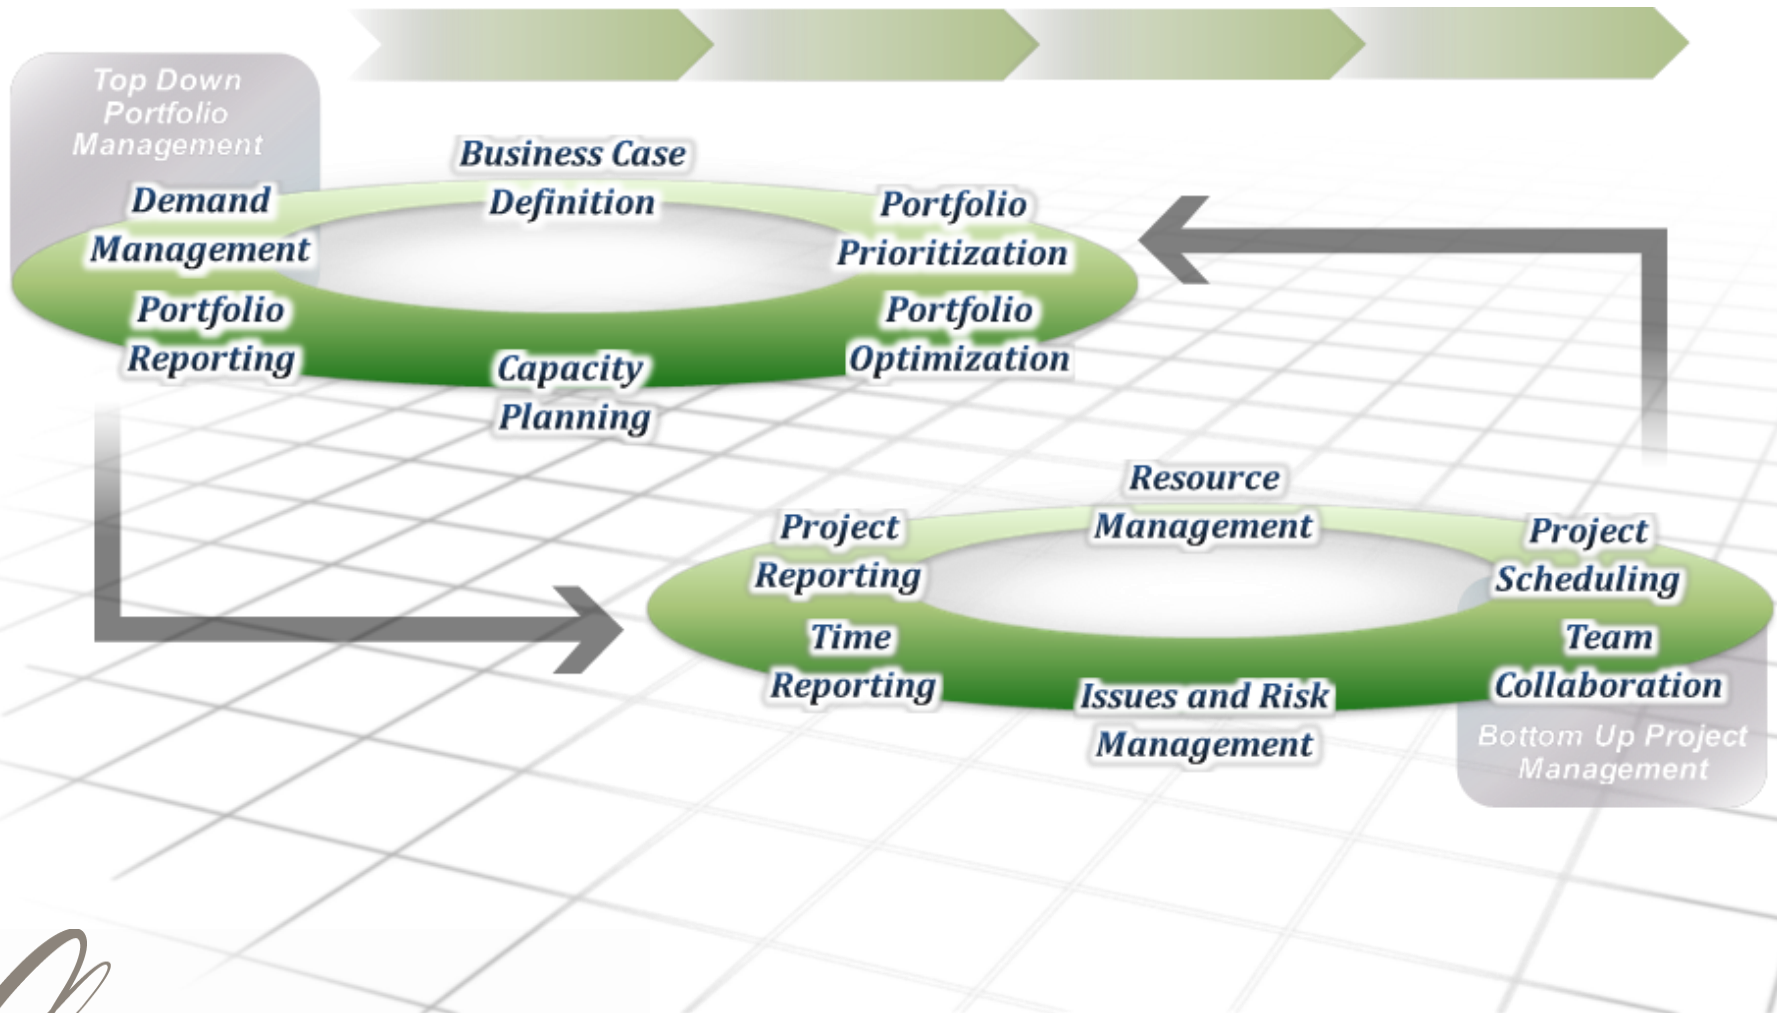 Top Down
Portfolio
Management
Business Case
Definition
Demand
Management
Portfolio
Prioritization
Portfolio
Reporting
Portfolio
Optimization
Capacity
Planning
Resource
Management
Project
Reporting
Project
Scheduling
Time
Reporting
Team
Collaboration
Issues and Risk
Management
Bottom Up Project
Management